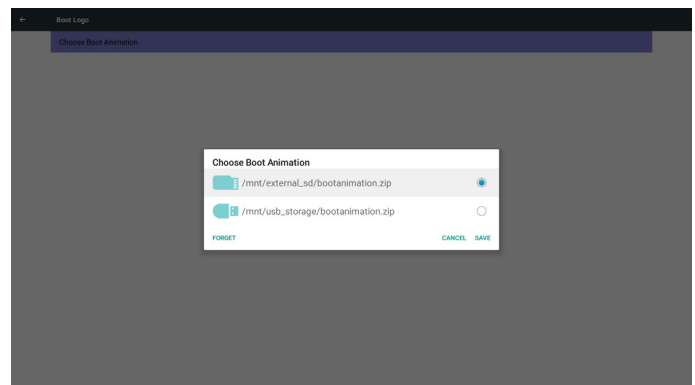 Boot Logo
Choose Boot Animation
Choose Boot Animation
/mnt/external_sd/bootanimation.zip
/mnt/usb_storage/bootanimation.zip
FORGET CANCEL SAVE